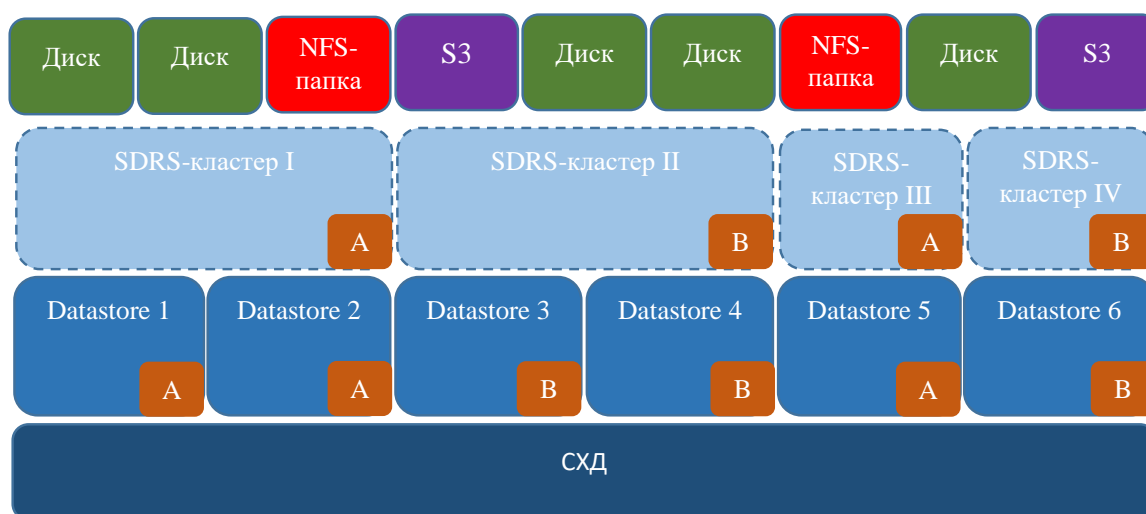 Диск
Диск
NFS-
папка
S3
Диск
Диск
NFS-
папка
Диск
S3
SDRS-кластер I
A
SDRS-кластер II
B
SDRS-
кластер III
A
SDRS-
кластер IV
B
Datastore 1
A
Datastore 2
A
Datastore 3
B
Datastore 4
B
Datastore 5
A
Datastore 6
B
СХД